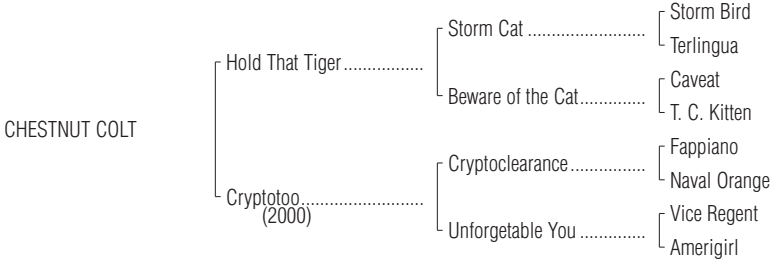 Storm Bird
Storm Cat ........................
Terlingua
Hold That Tiger................
Caveat
Beware of the Cat..............
T. C. Kitten
CHESTNUT COLT
Fappiano
Cryptoclearance................
Naval Orange
Cryptotoo.........................
(2000)
Vice Regent
Unforgetable You ..............
Amerigirl